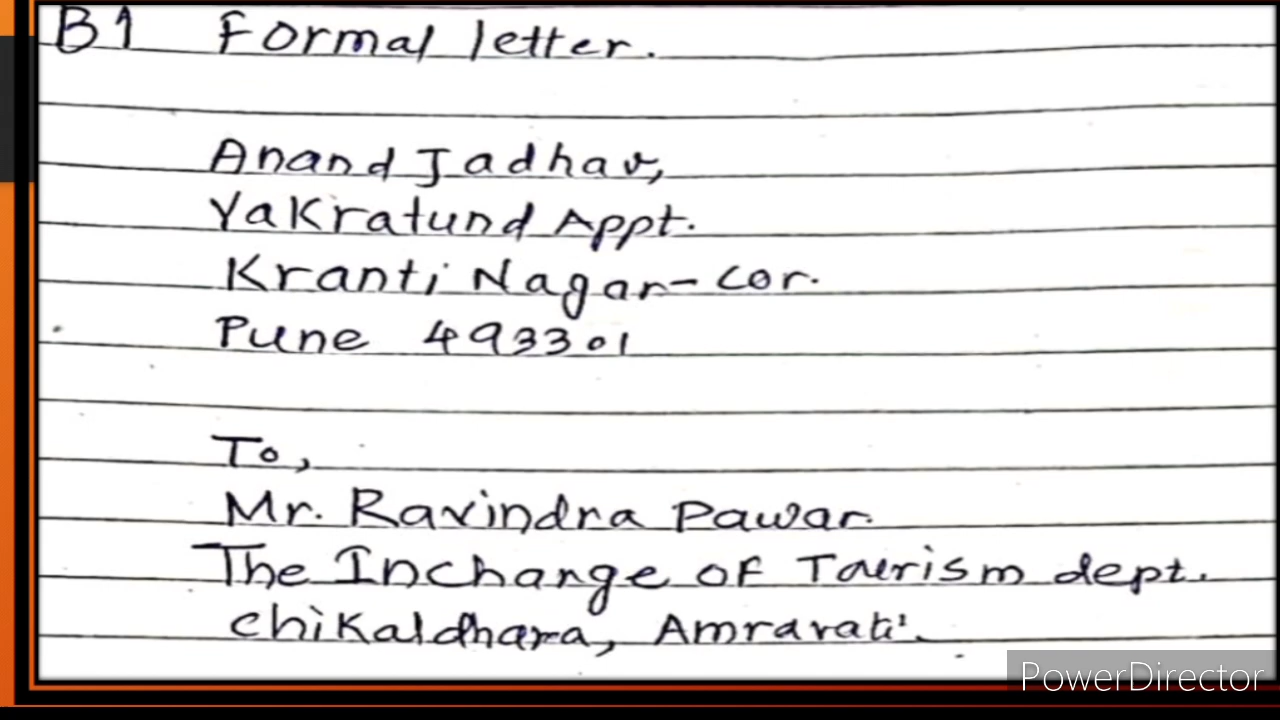 B1 Formal letter.
Anand Jadhav,
Vakratund Appt.
Kranti Nagar - Cor.
Pune 493301
To,
Mr. Ravindra Pawar.
The Incharge of Tourism dept.
Chikaldhara, Amravati.
PowerDirector